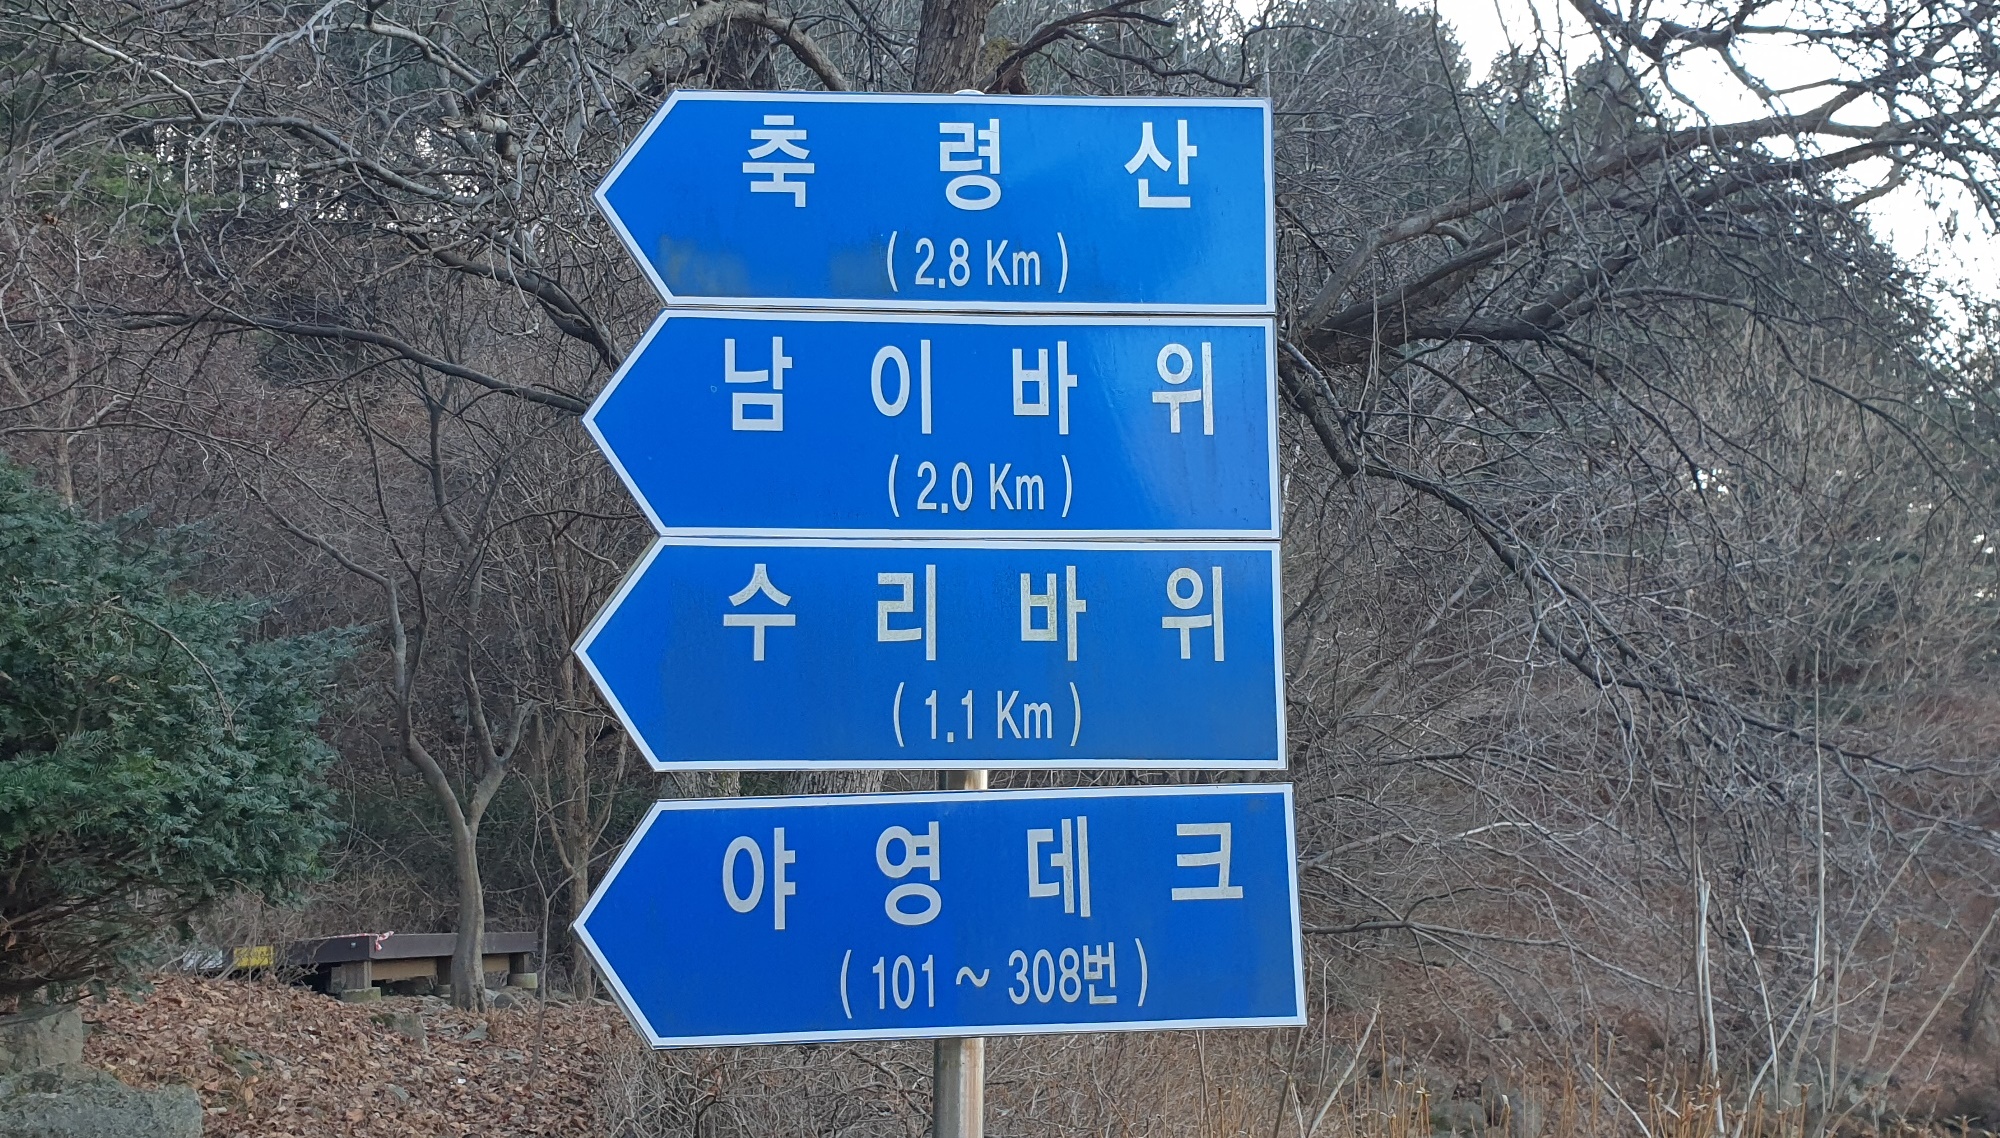 축령산
( 2.8 Km )
남이바위
( 2.0 Km )
수리바위
( 1.1 Km )
야영데크
( 101 ~ 308번 )